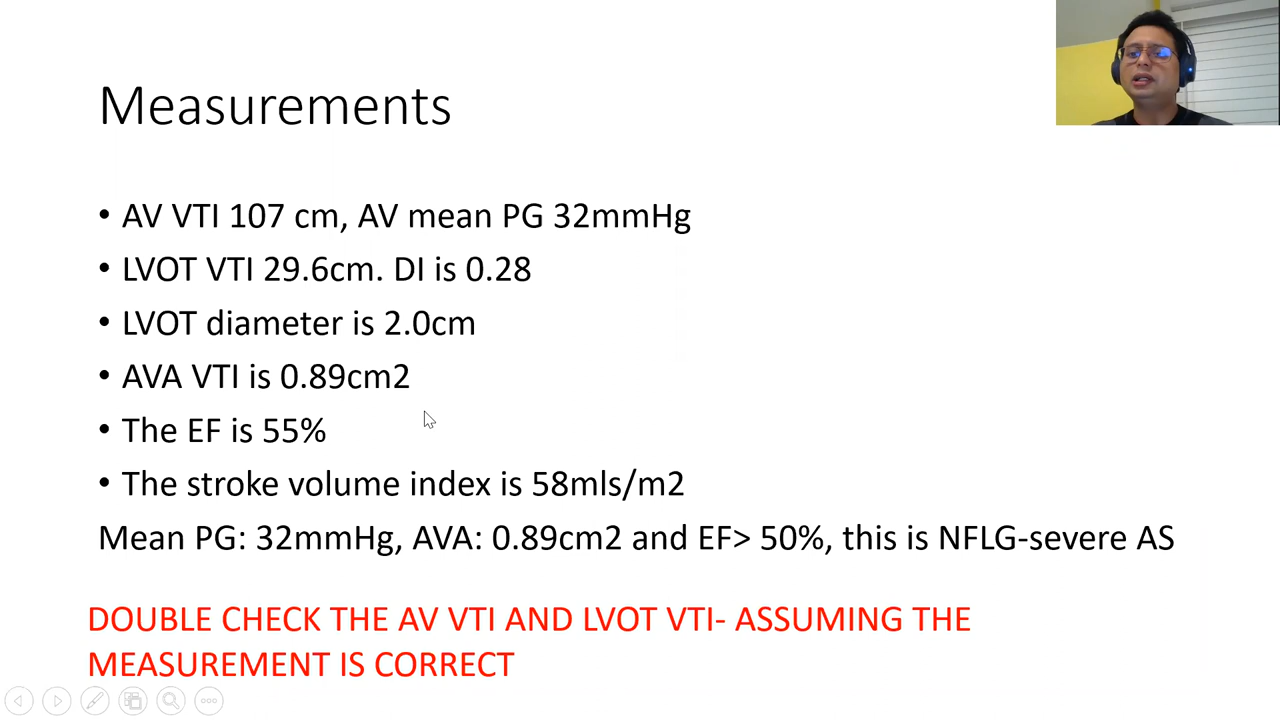 Measurements
• AV VTI 107 cm, AV mean PG 32mmHg
• LVOT VTI 29.6cm. DI is 0.28
• LVOT diameter is 2.0cm
• AVA VTI is 0.89cm2
• The EF is 55%
• The stroke volume index is 58mls/m2
Mean PG: 32mmHg, AVA: 0.89cm2 and EF> 50%, this is NFLG-severe AS
DOUBLE CHECK THE AV VTI AND LVOT VTI- ASSUMING THE
MEASUREMENT IS CORRECT